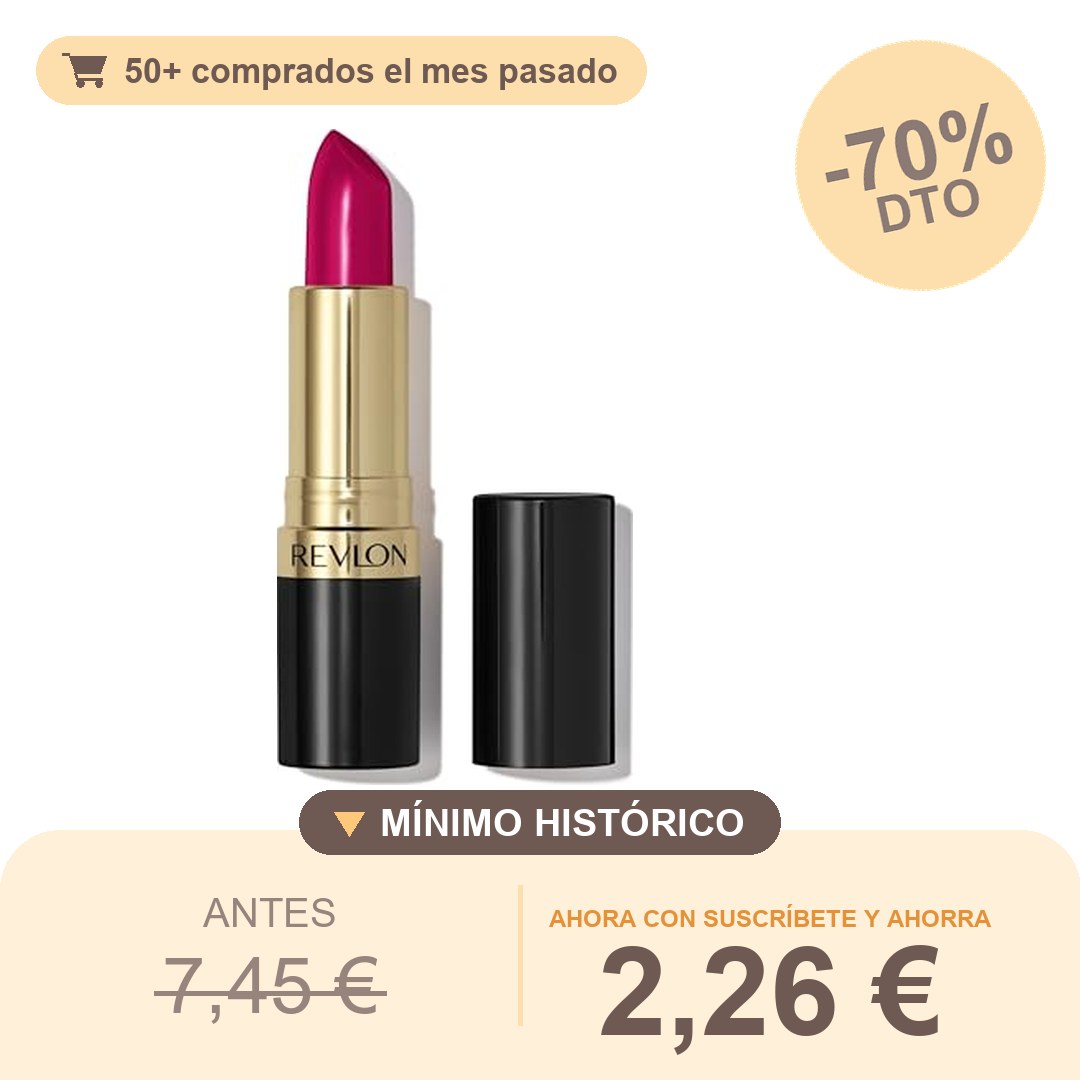 50+ comprados el mes pasado
-70%
DTO
REVLON
MÍNIMO HISTÓRICO
ANTES
7,45 €
AHORA CON SUSCRÍBETE Y AHORRA
2,26 €